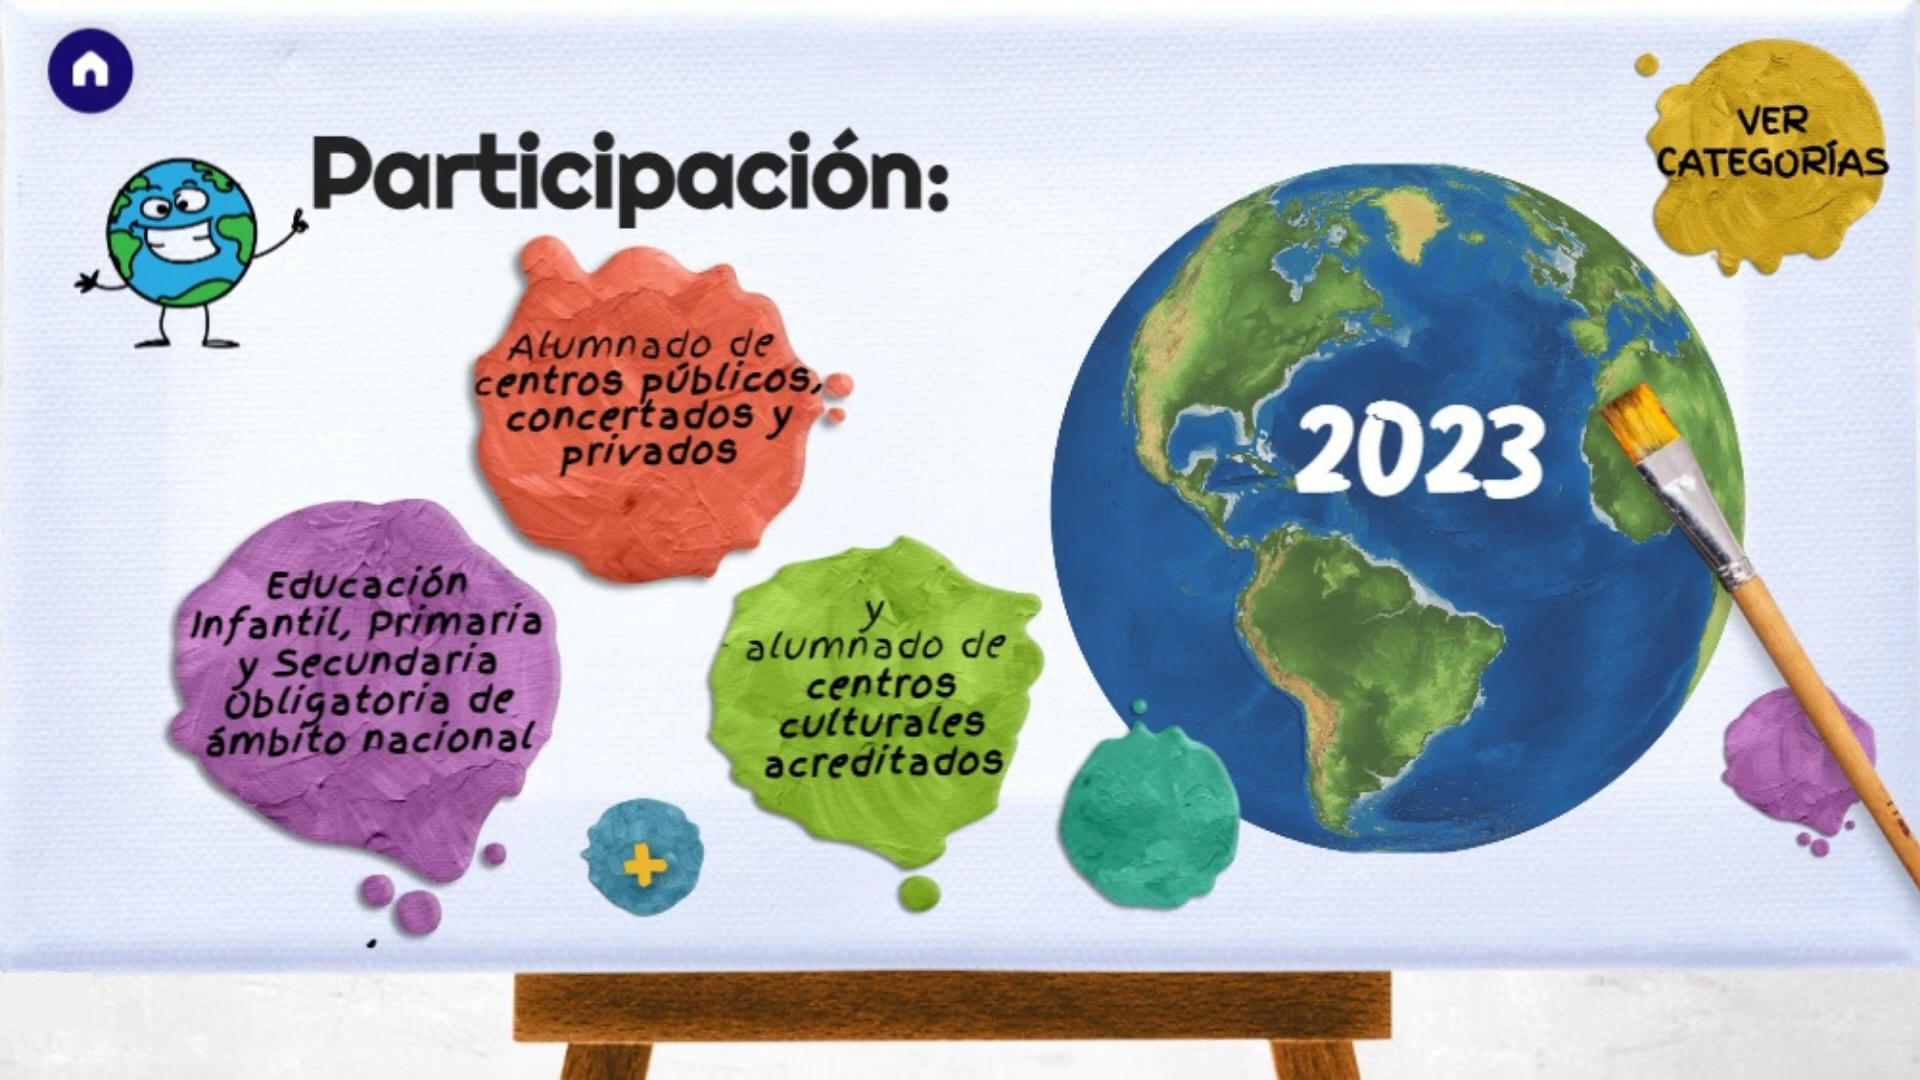 Participación:
VER
CATEGORÍAS
Alumnado de
centros públicos,
concertados y
privados
2023
Educación
Infantil, Primaria
y Secundaria
Obligatoria de
ámbito nacional
y
alumnado de
centros
culturales
acreditados